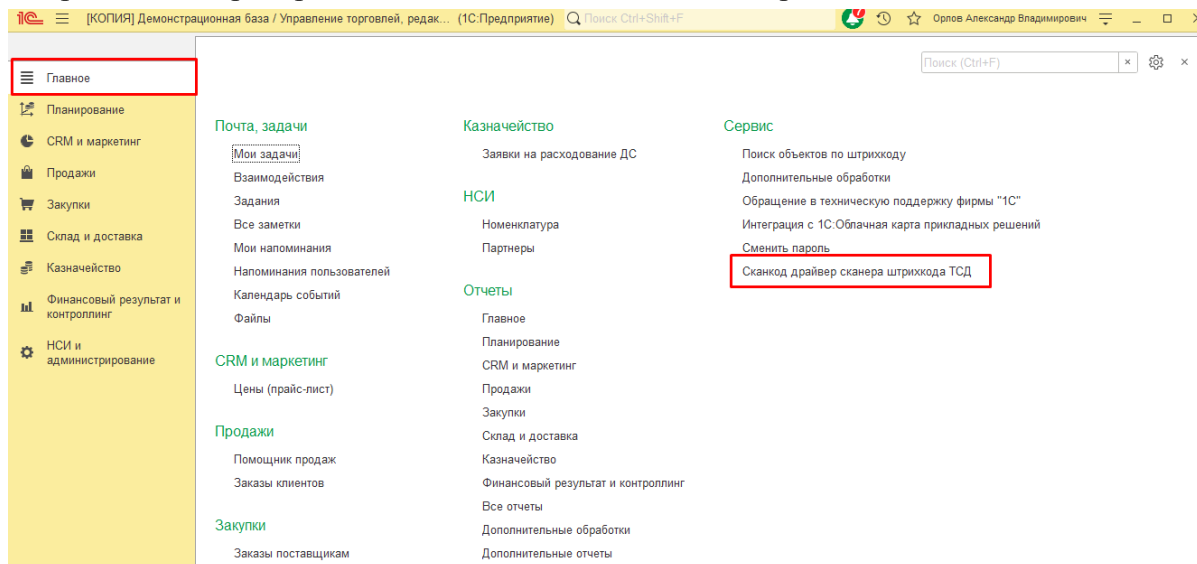 [КОПИЯ] Демонстрационная база / Управление торговлей, редак... (1С:Предприятие) Поиск Ctrl+Shift+F Орлов Александр Владимирович
Поиск (Ctrl+F)
Главное
Планирование
CRM и маркетинг
Продажи
Закупки
Склад и доставка
Казначейство
Финансовый результат и
контроллинг
НСИ и
администрирование
Почта, задачи
Мои задачи
Взаимодействия
Задания
Все заметки
Мои напоминания
Напоминания пользователей
Календарь событий
Файлы
CRM и маркетинг
Цены (прайс-лист)
Продажи
Помощник продаж
Заказы клиентов
Закупки
Заказы поставщикам
Казначейство
Заявки на расходование ДС
НСИ
Номенклатура
Партнеры
Отчеты
Главное
Планирование
CRM и маркетинг
Продажи
Закупки
Склад и доставка
Казначейство
Финансовый результат и контроллинг
Все отчеты
Дополнительные обработки
Дополнительные отчеты
Сервис
Поиск объектов по штрихкоду
Дополнительные обработки
Обращение в техническую поддержку фирмы "1С"
Интеграция с 1С:Облачная карта прикладных решений
Сменить пароль
Сканкод драйвер сканера штрихкода ТСД